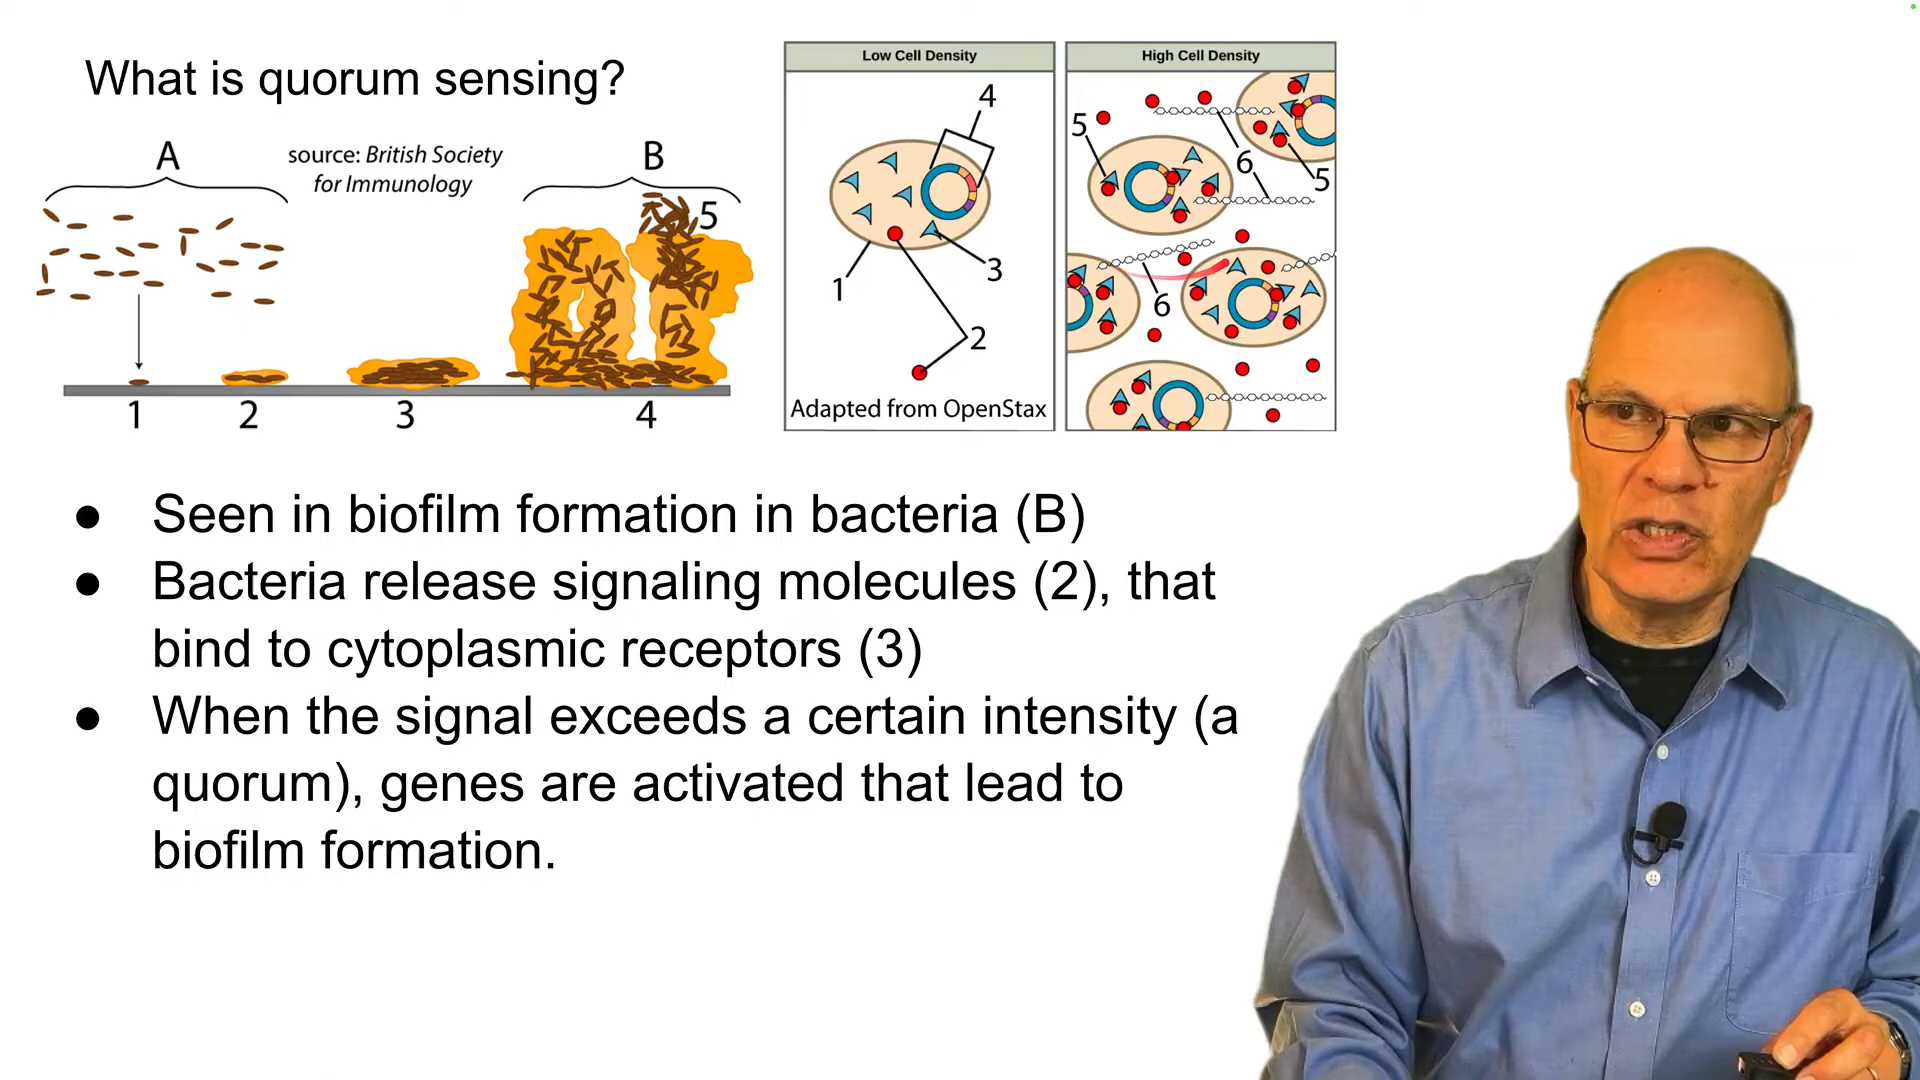 What is quorum sensing?
A
source: British Society
for Immunology
B
5
1
2
3
4
Low Cell Density
4
1
3
2
Adapted from OpenStax
High Cell Density
5
6
5
6
● Seen in biofilm formation in bacteria (B)
● Bacteria release signaling molecules (2), that
bind to cytoplasmic receptors (3)
● When the signal exceeds a certain intensity (a
quorum), genes are activated that lead to
biofilm formation.